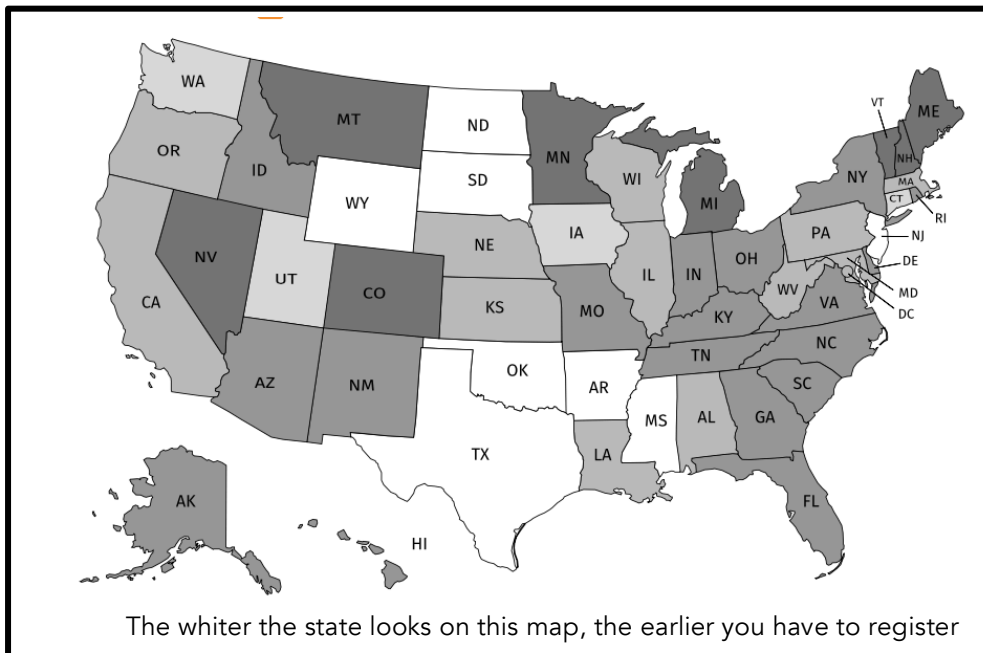 WA
MT
ND
MN
ME
VT
NH
OR
ID
SD
WI
NY
MA
CT
RI
WY
MI
PA
NJ
NE
IA
NV
UT
CO
IL
IN
OH
DE
CA
KS
MO
WV
VA
MD
DC
KY
NC
AZ
NM
OK
TN
AR
SC
MS
AL
GA
TX
LA
AK
FL
HI
The whiter the state looks on this map, the earlier you have to register